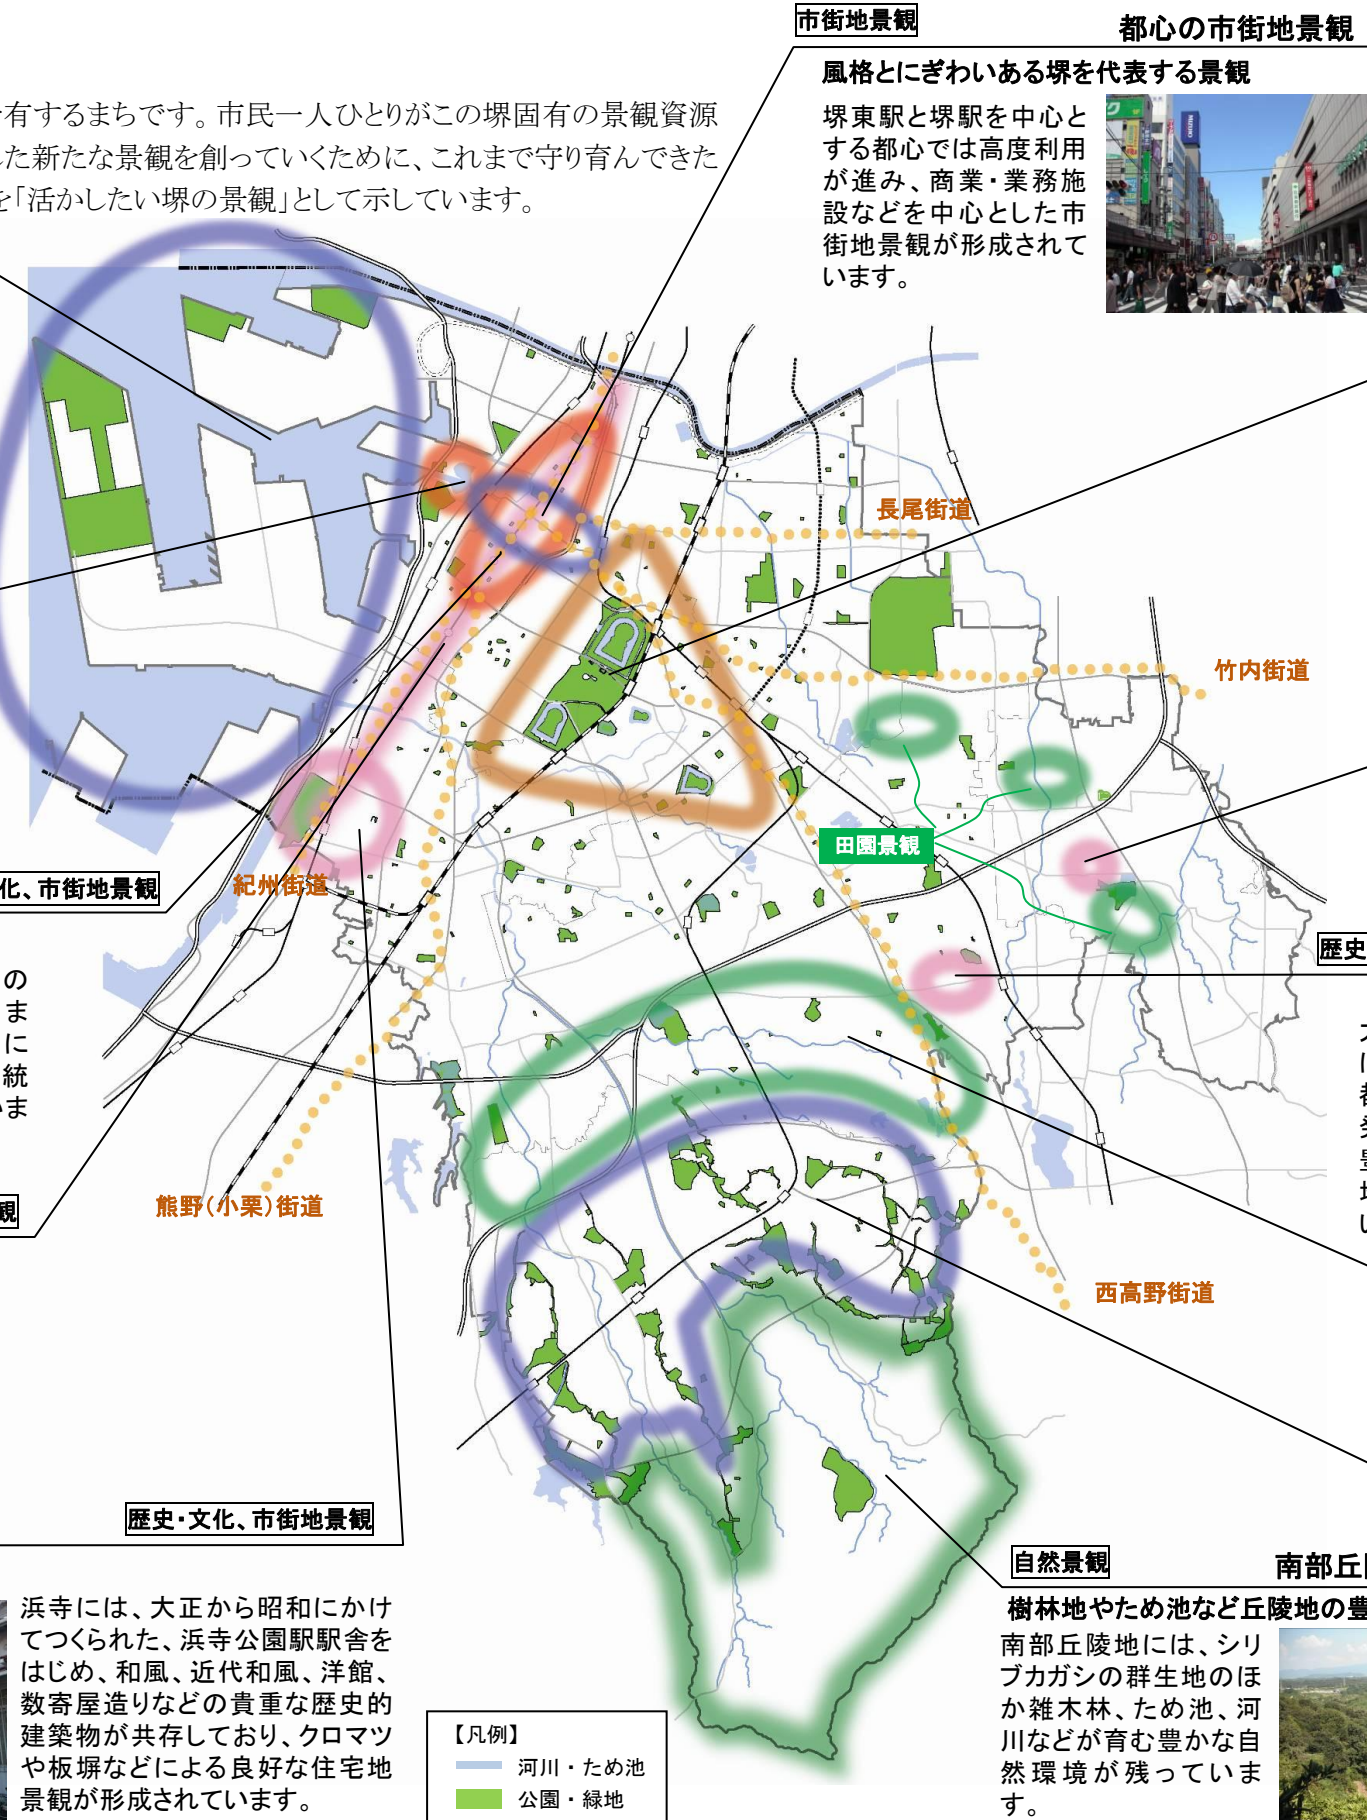 市街地景観
都心の市街地景観
風格とにぎわいある堺を代表する景観
堺東駅と堺駅を中心と
する都心では高度利用
が進み、商業・業務施
設などを中心とした市
街地景観が形成されて
います。
有するまちです。市民一人ひとりがこの堺固有の景観資源
た新たな景観を創っていくために、これまで守り育んできた
を「活かしたい堺の景観」として示しています。
長尾街道
竹内街道
田園景観
化、市街地景観
紀州街道
歴史
の
ま
に
統
ま
観
熊野(小栗)街道
西高野街道
い
歴史・文化、市街地景観
浜寺には、大正から昭和にかけ
てつくられた、浜寺公園駅駅舎を
はじめ、和風、近代和風、洋館、
数寄屋造りなどの貴重な歴史的
建築物が共存しており、クロマツ
や板塀などによる良好な住宅地
景観が形成されています。
【凡例】
河川・ため池
公園・緑地
自然景観
南部丘
樹林地やため池など丘陵地の豊
南部丘陵地には、シリ
ブカガシの群生地のほ
か雑木林、ため池、河
川などが育む豊かな自
然環境が残っていま
す。